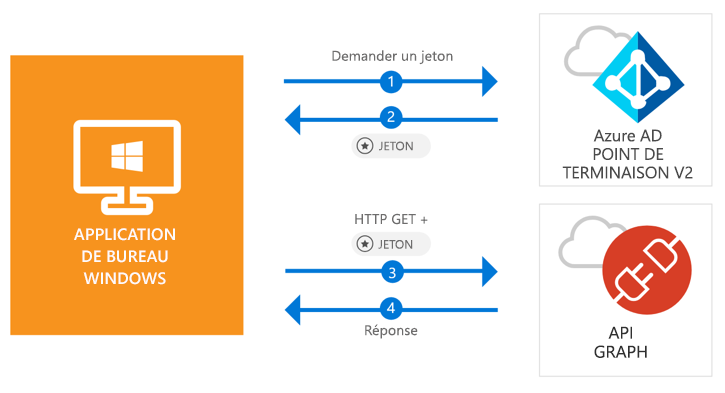 Demander un jeton
1
2
JETON
Azure AD
POINT DE
TERMINAISON V2
APPLICATION
DE BUREAU
WINDOWS
HTTP GET +
JETON
3
4
Réponse
API
GRAPH